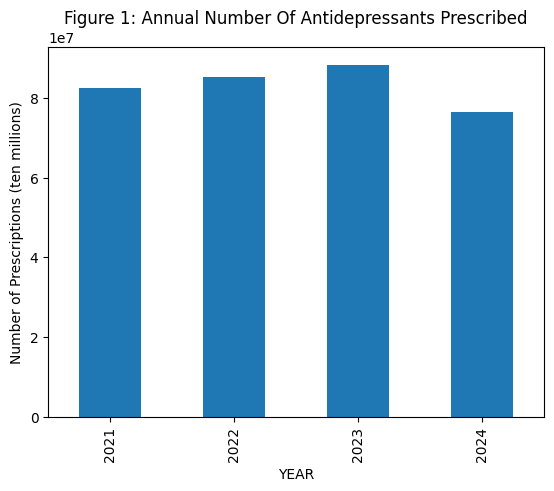 Figure 1: Annual Number Of Antidepressants Prescribed
1e7
Number of Prescriptions (ten millions)
8
6
4
2
0
2021
2022
2023
2024
YEAR